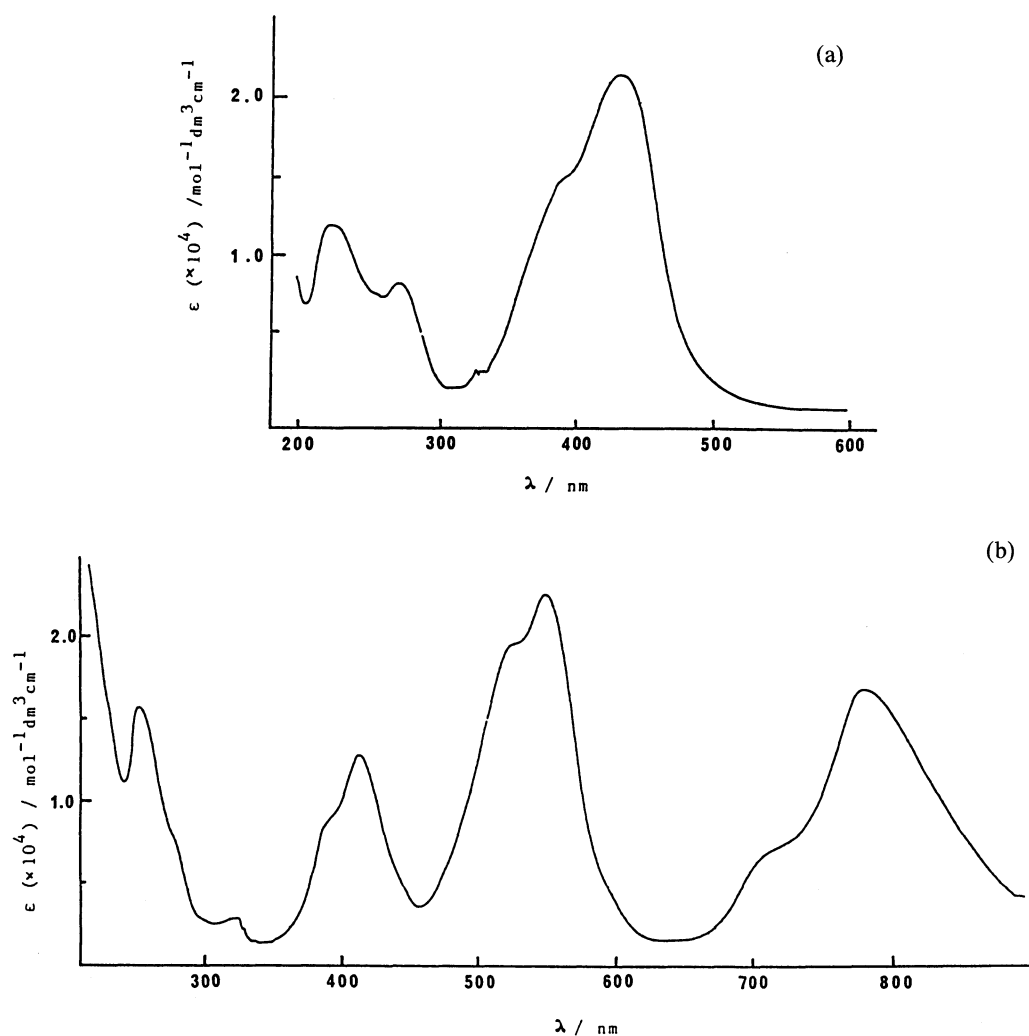 (a)
2.0
1.0
ε (×10⁴) /mol⁻¹dm³cm⁻¹
200 300 400 500 600
λ / nm
(b)
2.0
1.0
ε (×10⁴) / mol⁻¹dm³cm⁻¹
300 400 500 600 700 800
λ / nm